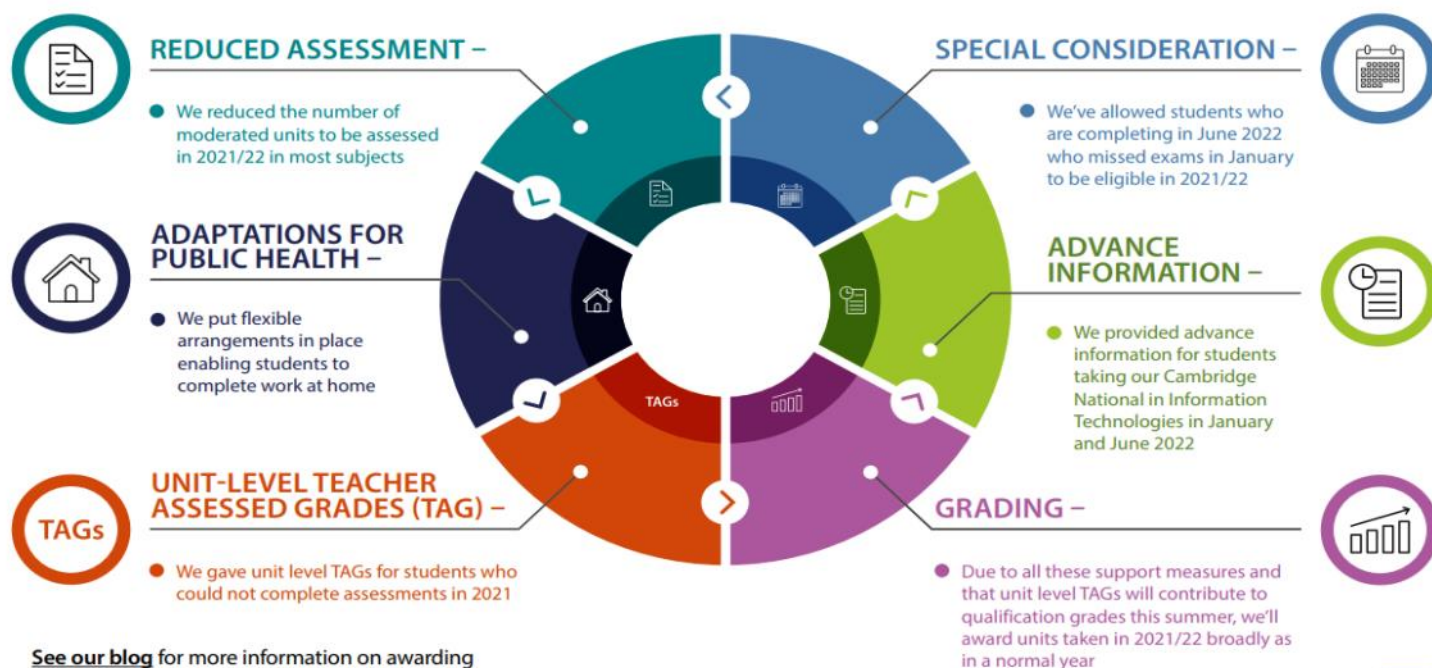 REDUCED ASSESSMENT –
We reduced the number of
moderated units to be assessed
in 2021/22 in most subjects
ADAPTATIONS FOR
PUBLIC HEALTH –
We put flexible
arrangements in place
enabling students to
complete work at home
TAGs
UNIT-LEVEL TEACHER
ASSESSED GRADES (TAG) –
We gave unit level TAGs for students who
could not complete assessments in 2021
See our blog for more information on awarding
TAGs
SPECIAL CONSIDERATION –
We've allowed students who
are completing in June 2022
who missed exams in January
to be eligible in 2021/22
ADVANCE
INFORMATION –
We provided advance
information for students
taking our Cambridge
National in Information
Technologies in January
and June 2022
GRADING –
Due to all these support measures and
that unit level TAGs will contribute to
qualification grades this summer, we'll
award units taken in 2021/22 broadly as
in a normal year